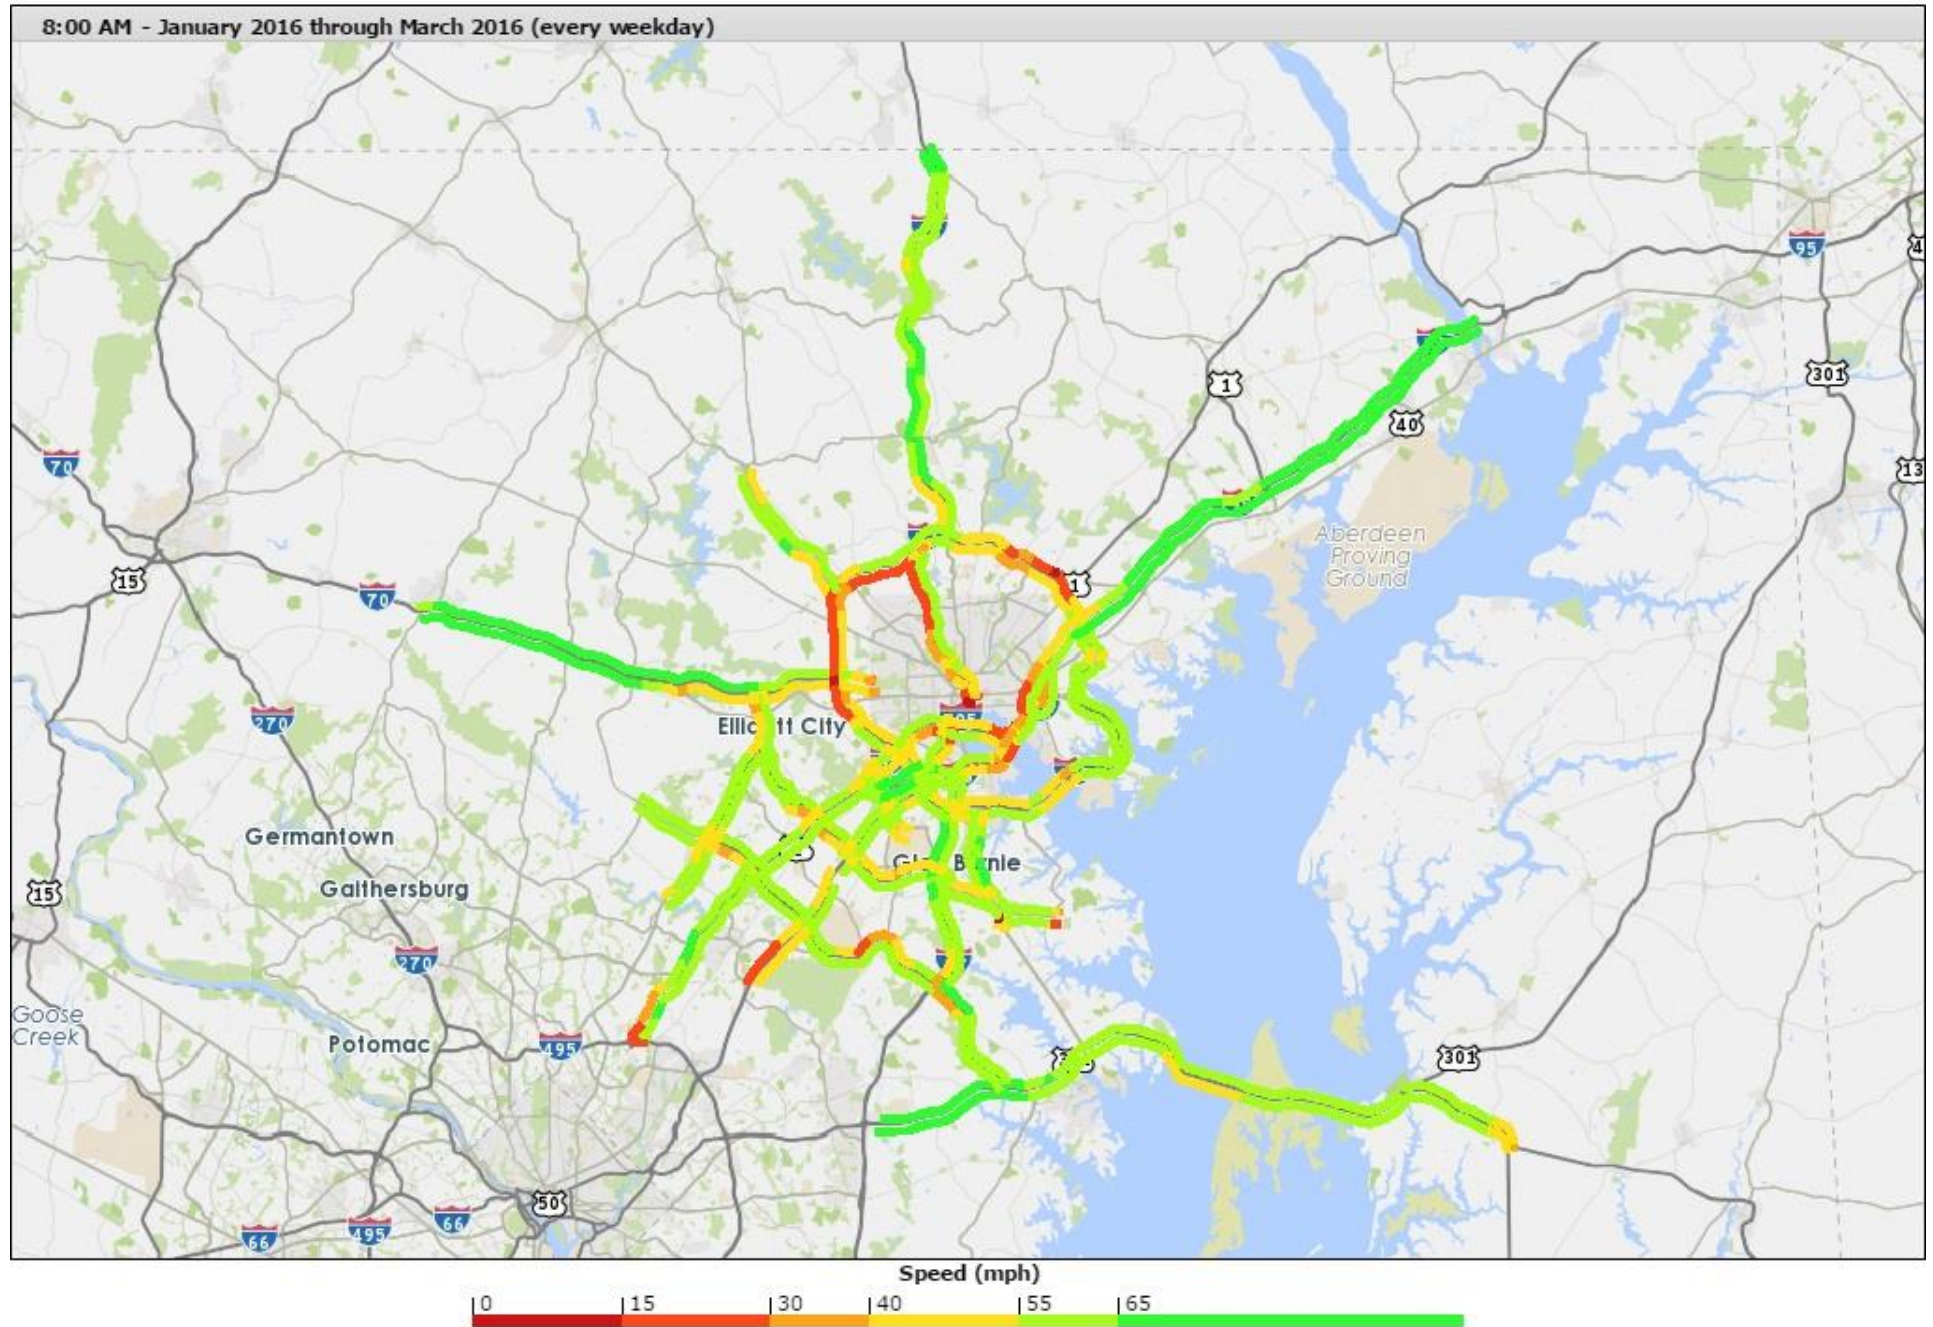 8:00 AM - January 2016 through March 2016 (every weekday)
95
1
301
40
70
13
Aberdeen
Proving
Ground
15
1
70
270
Ellicott City
Germantown
Glen Burnie
Gaithersburg
15
270
Goose
Creek
Potomac
495
301
50
66
495
66
Speed (mph)
0 15 30 40 55 65